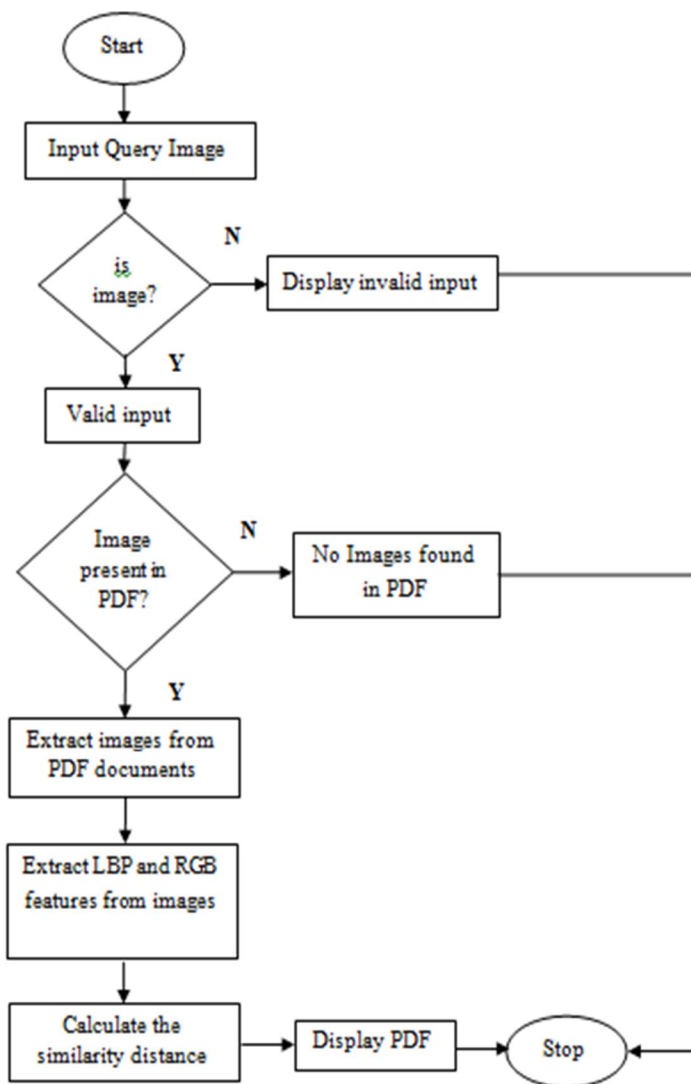 Start
Input Query Image
N
is
image?
Display invalid input
Y
Valid input
N
Image
present in
PDF?
No Images found
in PDF
Y
Extract images from
PDF documents
Extract LBP and RGB
features from images
Calculate the
similarity distance
Display PDF
Stop